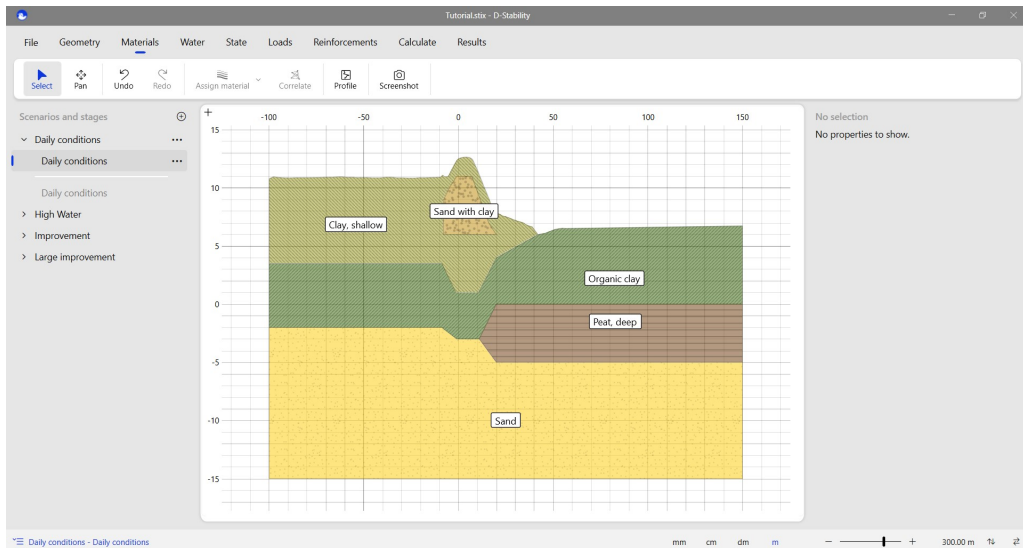 Tutorial.stix - D-Stability
File Geometry Materials Water State Loads Reinforcements Calculate Results
Select Pan Undo Redo Assign material Correlate Profile Screenshot
Scenarios and stages
Daily conditions
Daily conditions
Daily conditions
High Water
Improvement
Large improvement
-100 -50 0 50 100 150
15
10
5
0
-5
-10
-15
Sand with clay
Clay, shallow
Organic clay
Peat, deep
Sand
No selection
No properties to show.
Daily conditions - Daily conditions
mm cm dm m
300.00 m